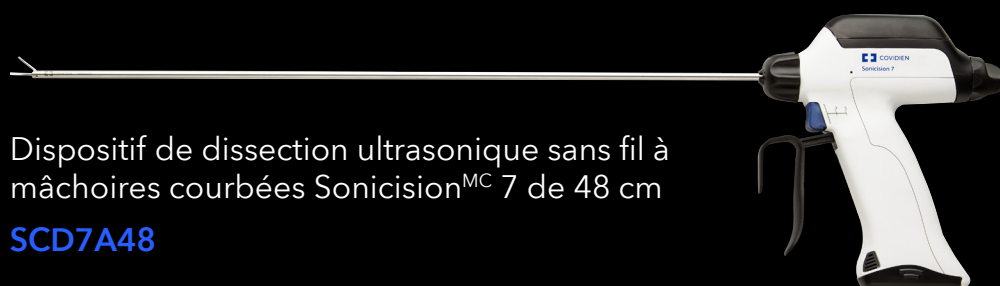 COVIDIEN
Sonicision 7
Dispositif de dissection ultrasonique sans fil à
mâchoires courbées Sonicision^MC 7 de 48 cm
SCD7A48